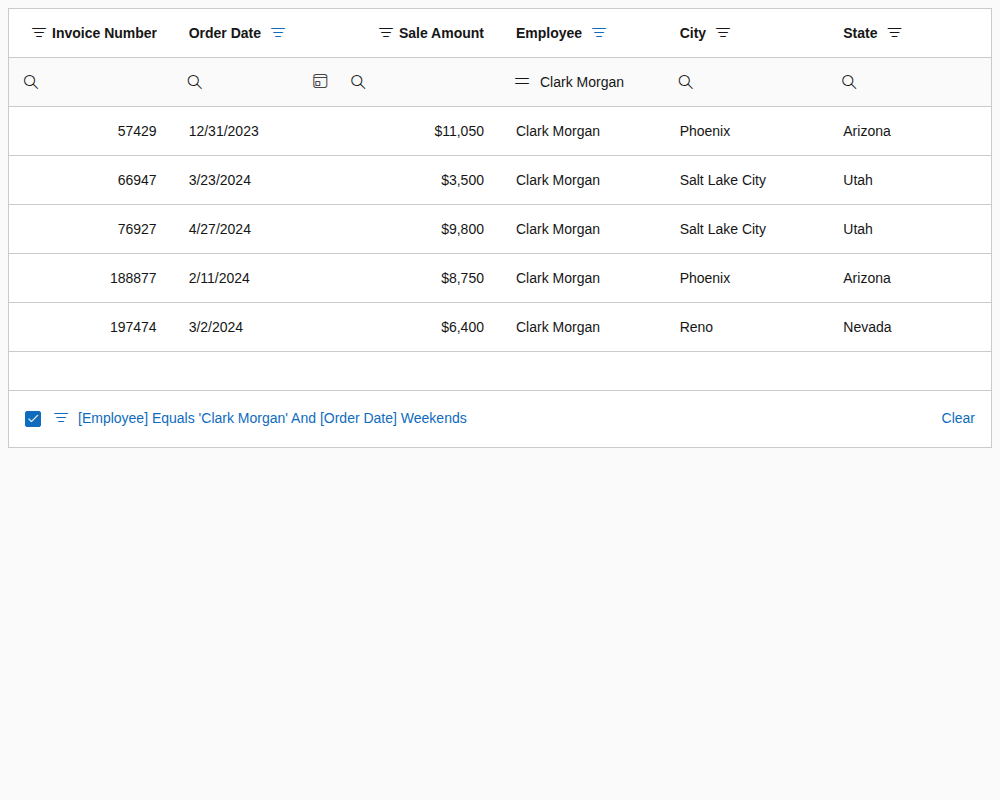 Invoice Number Order Date Sale Amount Employee City State
Clark Morgan
57429 12/31/2023 $11,050 Clark Morgan Phoenix Arizona
66947 3/23/2024 $3,500 Clark Morgan Salt Lake City Utah
76927 4/27/2024 $9,800 Clark Morgan Salt Lake City Utah
188877 2/11/2024 $8,750 Clark Morgan Phoenix Arizona
197474 3/2/2024 $6,400 Clark Morgan Reno Nevada
[Employee] Equals 'Clark Morgan' And [Order Date] Weekends Clear